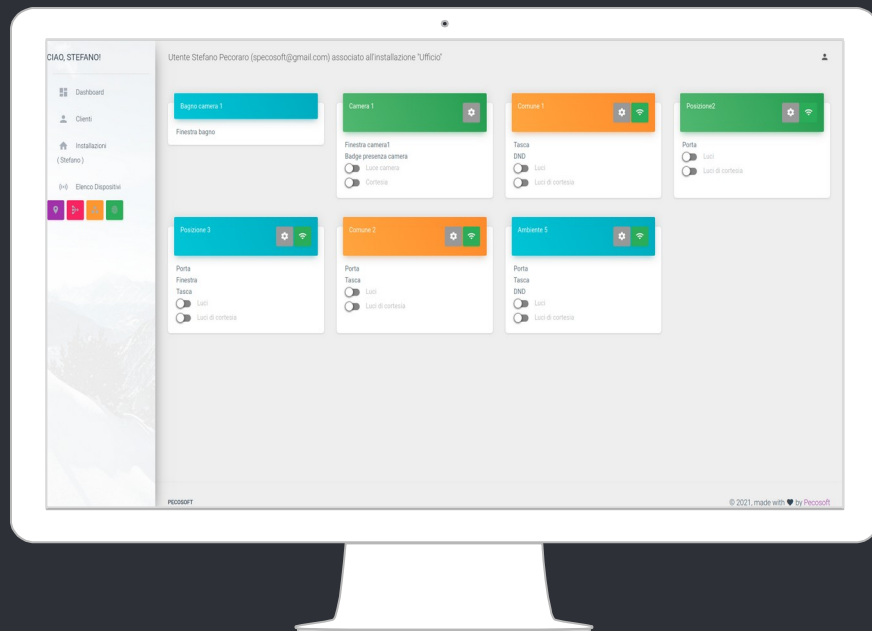 CIAO, STEFANO!
Dashboard
Clienti
Installazioni
( Stefano )
Elenco Dispositivi
Utente Stefano Pecoraro (specosoft@gmail.com) associato all'installazione "Ufficio"
Bagno camera 1
Finestra bagno
Camera 1
Finestra camera1
Badge presenza camera
Luce camera
Cortesia
Comune 1
Tasca
DND
Luci
Luci di cortesia
Posizione2
Porta
Luci
Luci di cortesia
Posizione 3
Porta
Finestra
Tasca
Luci
Luci di cortesia
Comune 2
Porta
Tasca
Luci
Luci di cortesia
Ambiente 5
Porta
Tasca
DND
Luci
Luci di cortesia
PECOSOFT
© 2021, made with ♥ by Pecosoft